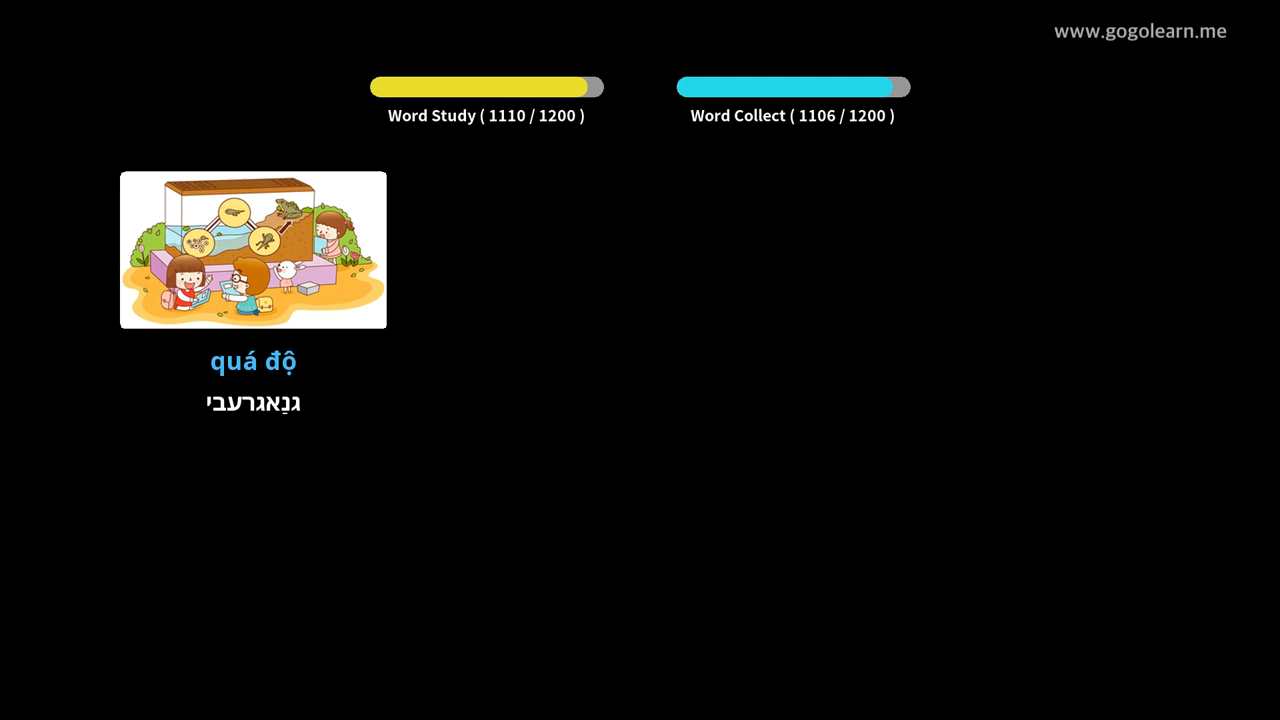 www.gogolearn.me
Word Study ( 1110 / 1200 )
Word Collect ( 1106 / 1200 )
quá độ
גנַאגרעבי